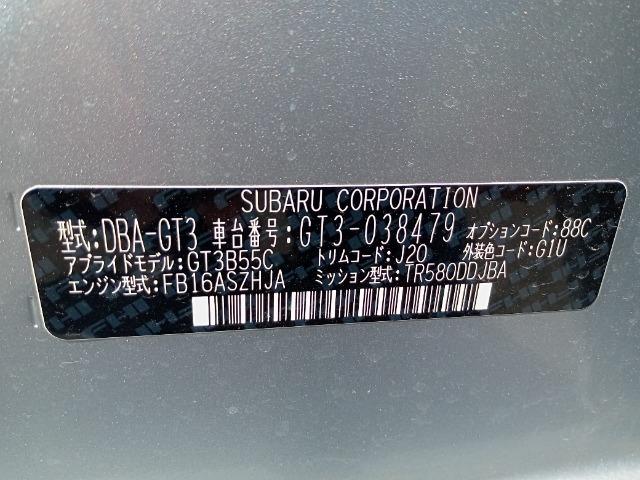 SUBARU CORPORATION
型式:DBA-GT3 車台番号:GT3-038479 オプションコード:88C
アプライドモデル:GT3B55C トリムコード:J20 外装色コード:G1U
エンジン型式:FB16ASZHJA ミッション型式:TR580DDJBA